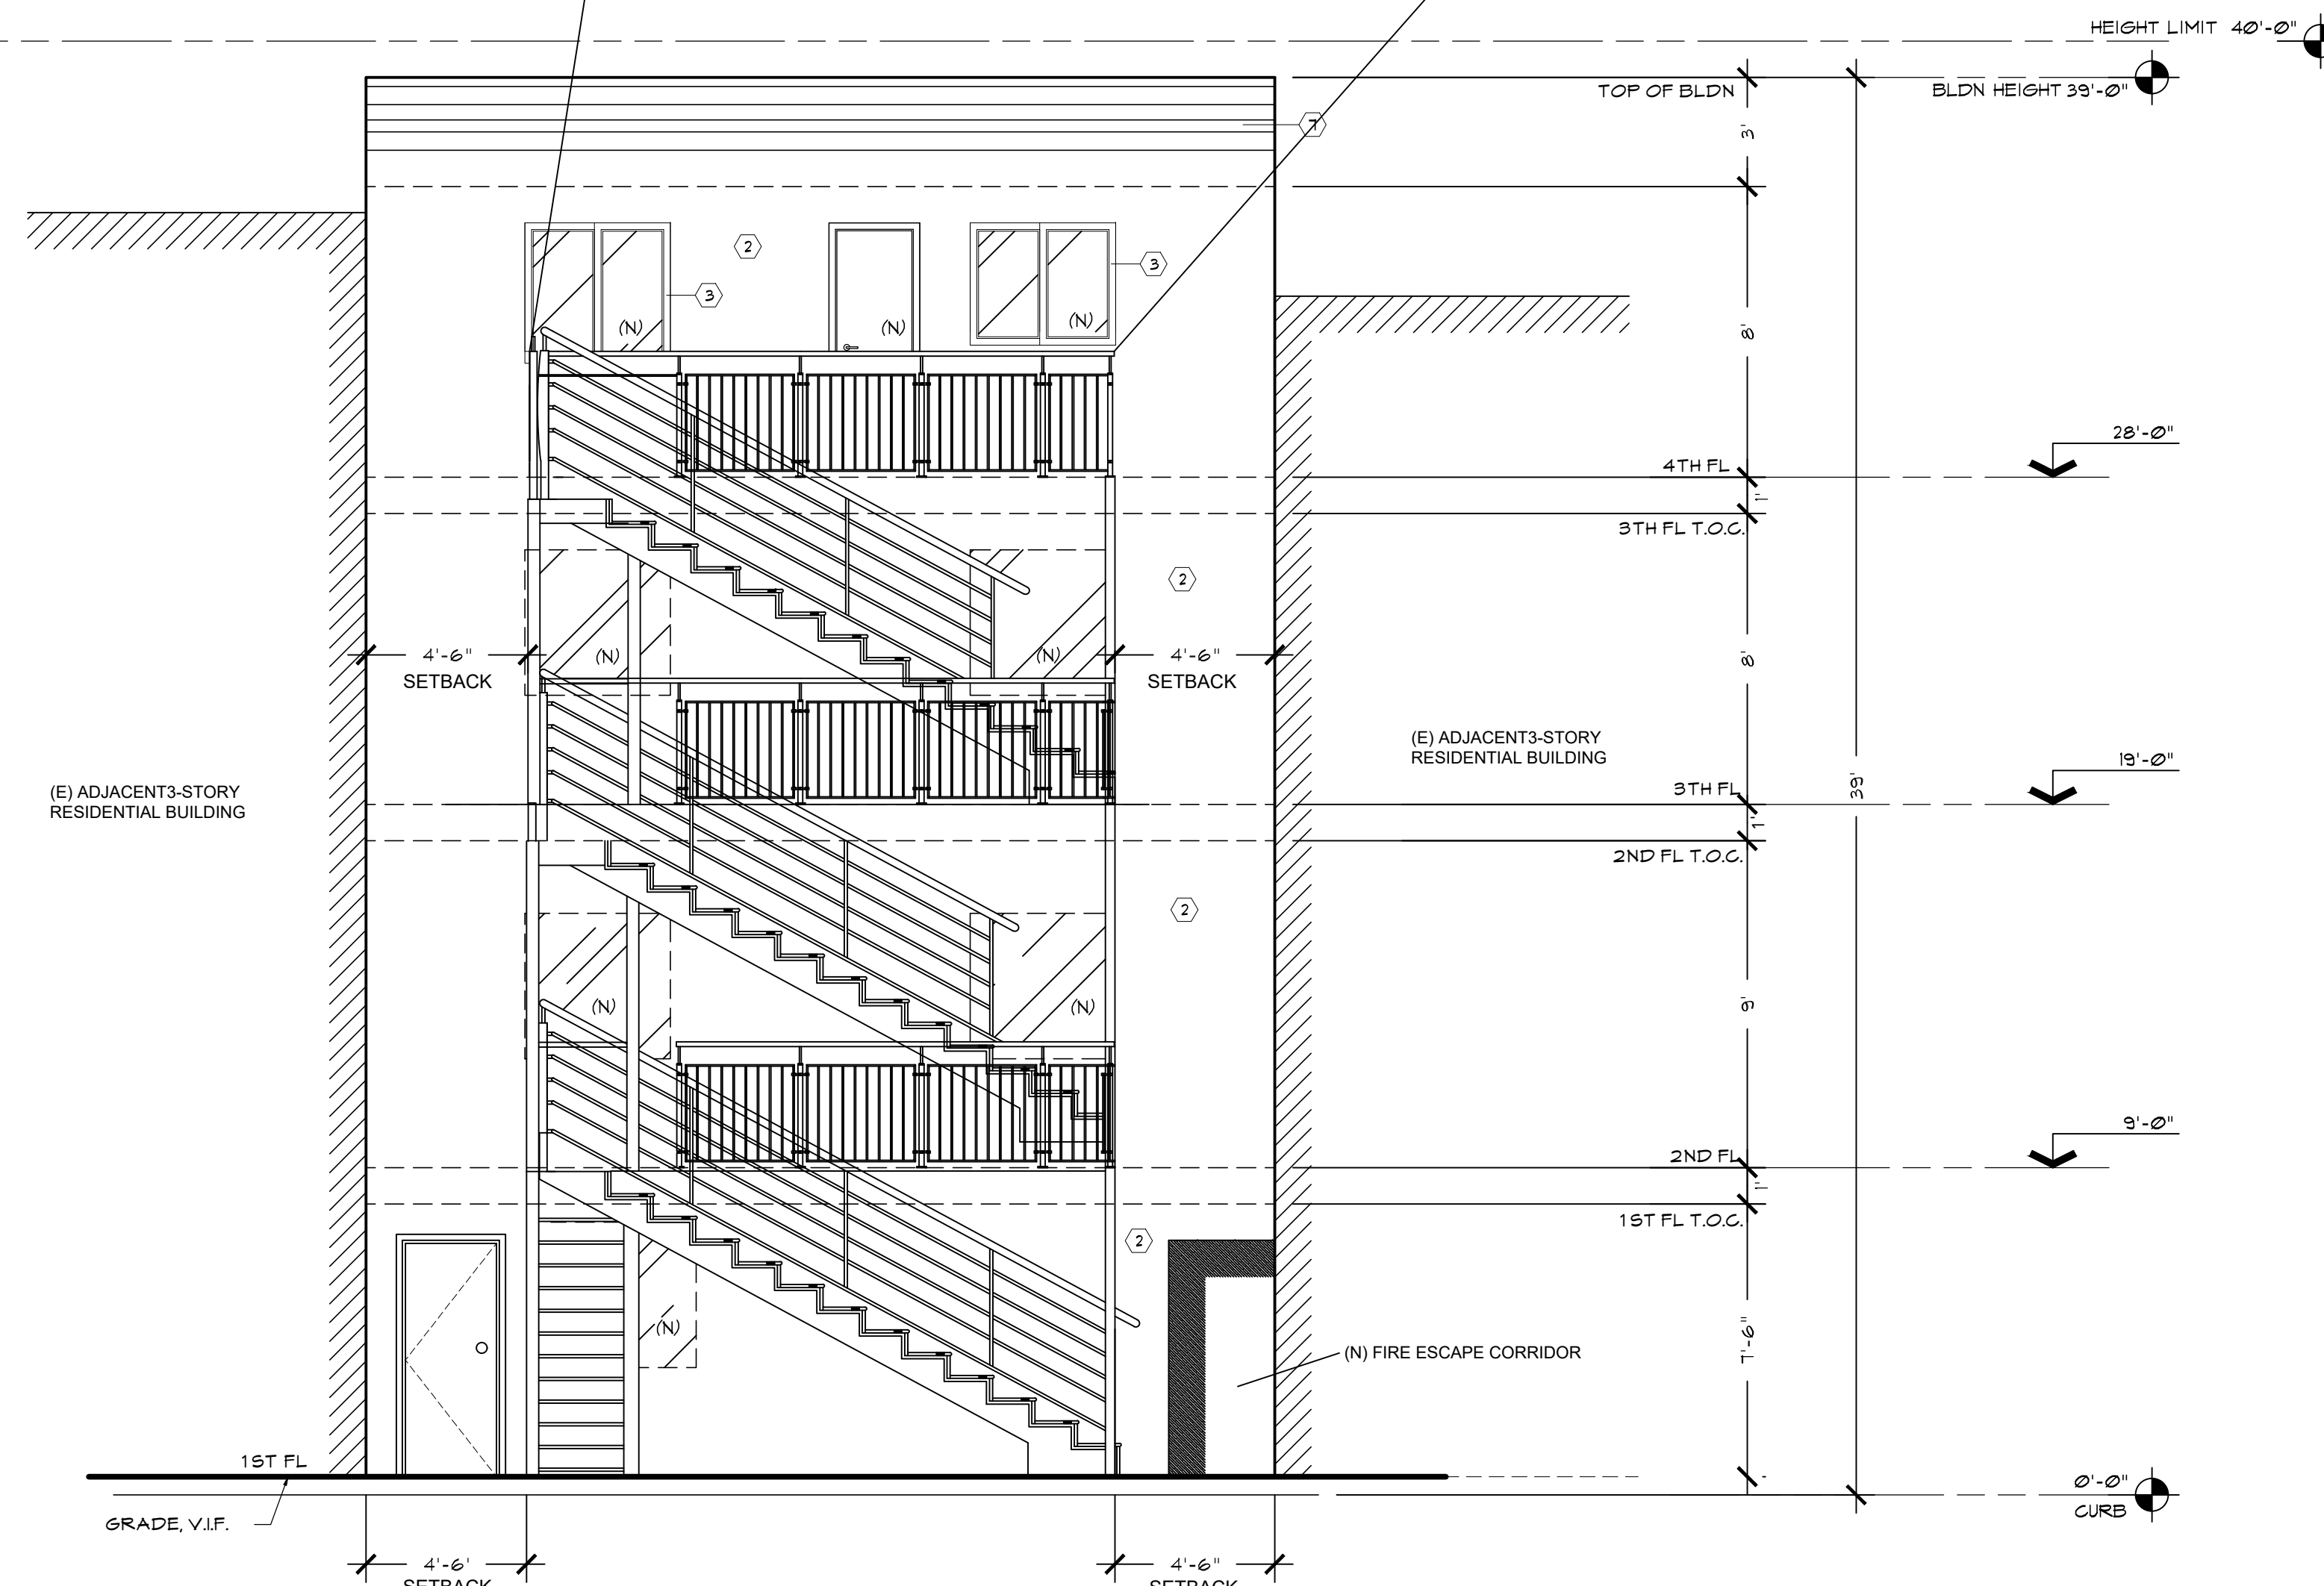 HEIGHT LIMIT 40'-0"
TOP OF BLDN
BLDN HEIGHT 39'-0"
7
3'
2
3
3
(N)
(N)
(N)
8'
28'-0"
4TH FL
1'
3TH FL T.O.C.
2
4'-6"
SETBACK
(N)
(N)
4'-6"
SETBACK
8'
(E) ADJACENT3-STORY
RESIDENTIAL BUILDING
19'-0"
3TH FL
39'
(E) ADJACENT3-STORY
RESIDENTIAL BUILDING
1'
2ND FL T.O.C.
2
(N)
(N)
9'
9'-0"
2ND FL
1'
1ST FL T.O.C.
2
(N)
(N) FIRE ESCAPE CORRIDOR
7'-6"
1ST FL
0'-0"
CURB
GRADE, V.I.F.
4'-6'
SETBACK
4'-6"
SETBACK